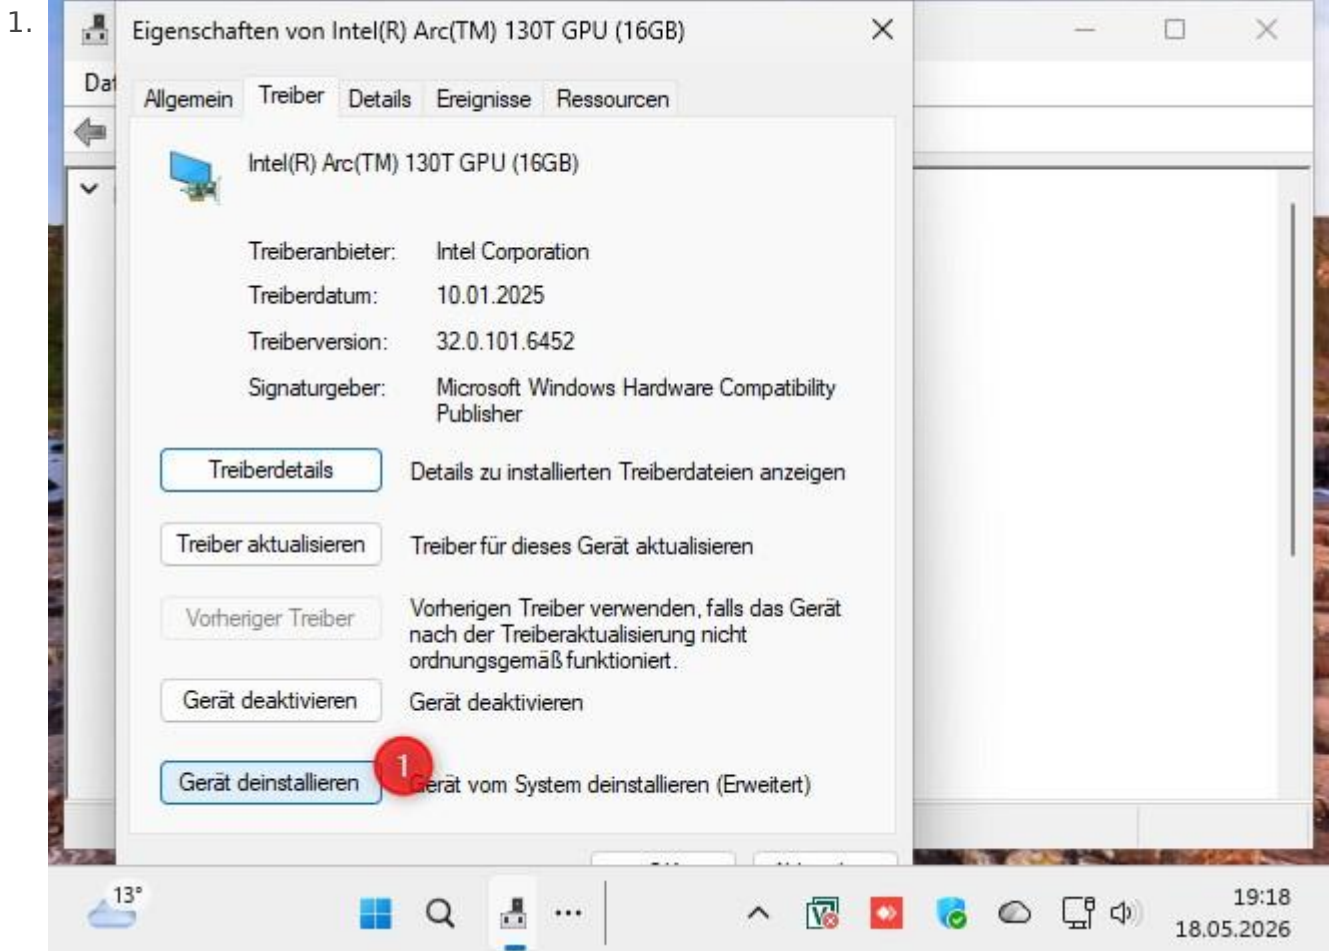 1.
Eigenschaften von Intel(R) Arc(TM) 130T GPU (16GB)
Allgemein Treiber Details Ereignisse Ressourcen
Intel(R) Arc(TM) 130T GPU (16GB)
Treiberanbieter: Intel Corporation
Treiberdatum: 10.01.2025
Treiberversion: 32.0.101.6452
Signaturgeber: Microsoft Windows Hardware Compatibility
Publisher
Treiberdetails Details zu installierten Treiberdateien anzeigen
Treiber aktualisieren Treiber für dieses Gerät aktualisieren
Vorheriger Treiber Vorherigen Treiber verwenden, falls das Gerät
nach der Treiberaktualisierung nicht
ordnungsgemäß funktioniert.
Gerät deaktivieren Gerät deaktivieren
Gerät deinstallieren 1 Gerät vom System deinstallieren (Erweitert)
13° 19:18
18.05.2026